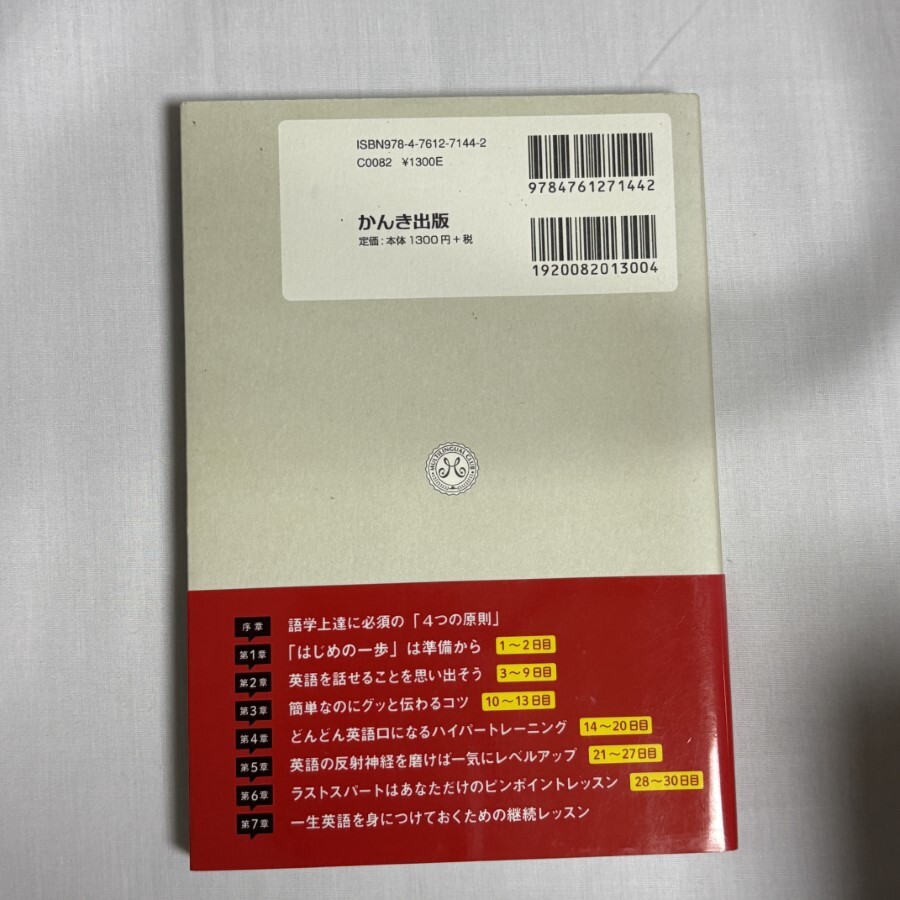 ISBN978-4-7612-7144-2
C0082 ¥1300E
9784761271442
かんき出版
定価：本体1300円＋税
1920082013004
MULTILINGUAL CLUB
序章 語学上達に必須の「4つの原則」
第1章 「はじめの一歩」は準備から 1〜2日目
第2章 英語を話せることを思い出そう 3〜9日目
第3章 簡単なのにグッと伝わるコツ 10〜13日目
第4章 どんどん英語口になるハイパートレーニング 14〜20日目
第5章 英語の反射神経を磨けば一気にレベルアップ 21〜27日目
第6章 ラストスパートはあなただけのピンポイントレッスン 28〜30日目
第7章 一生英語を身につけておくための継続レッスン